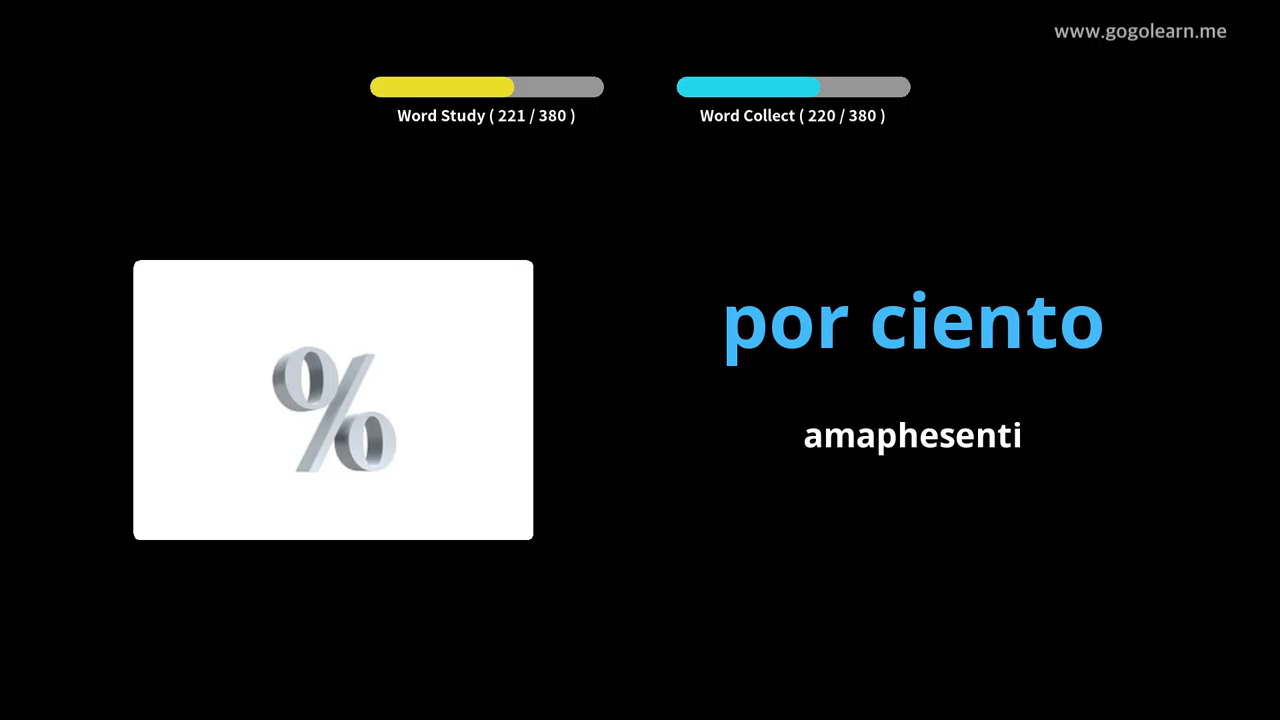 www.gogolearn.me
Word Study ( 221 / 380 )
Word Collect ( 220 / 380 )
%
por ciento
amaphesenti